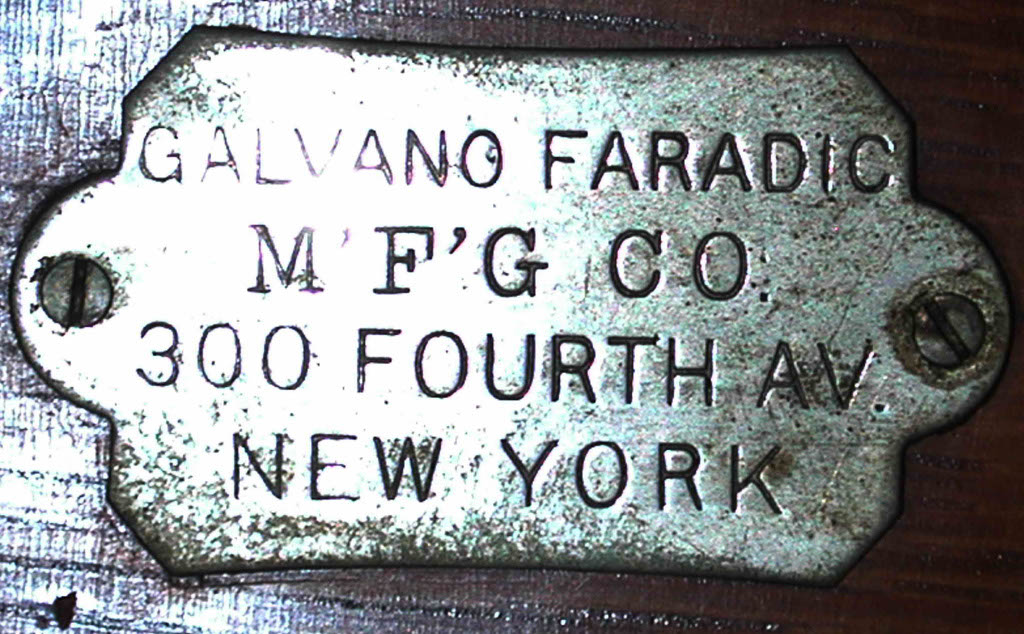 GALVANO FARADIC
M'F'G CO.
300 FOURTH AV.
NEW YORK